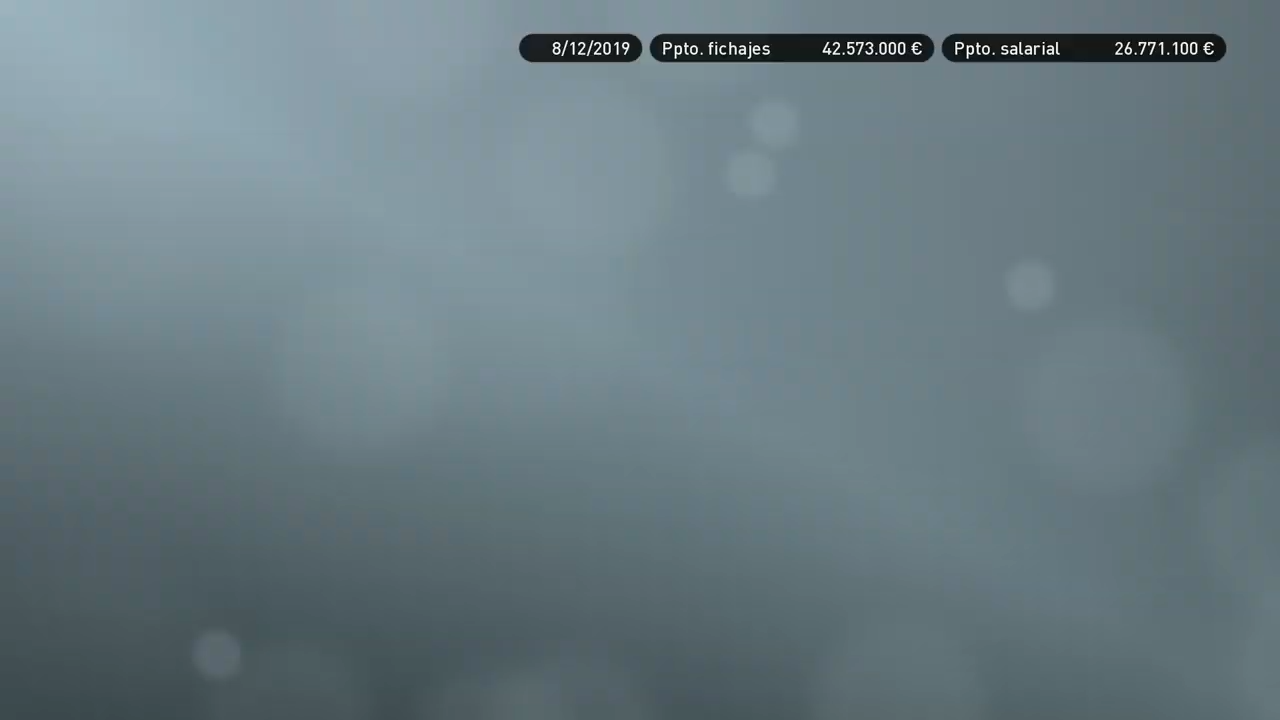 8/12/2019 Ppto. fichajes 42.573.000 € Ppto. salarial 26.771.100 €